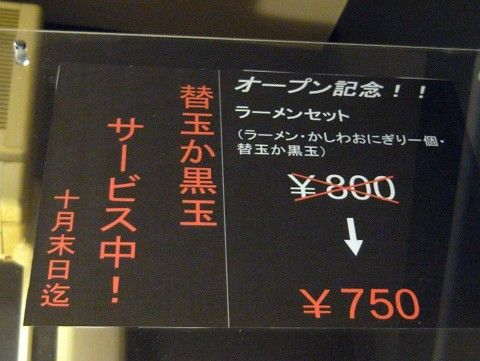 オープン記念！！
ラーメンセット
（ラーメン・かしわおにぎり一個・
替玉か黒玉）
￥800
↓
￥750
替玉か黒玉
サービス中！
十月末日迄